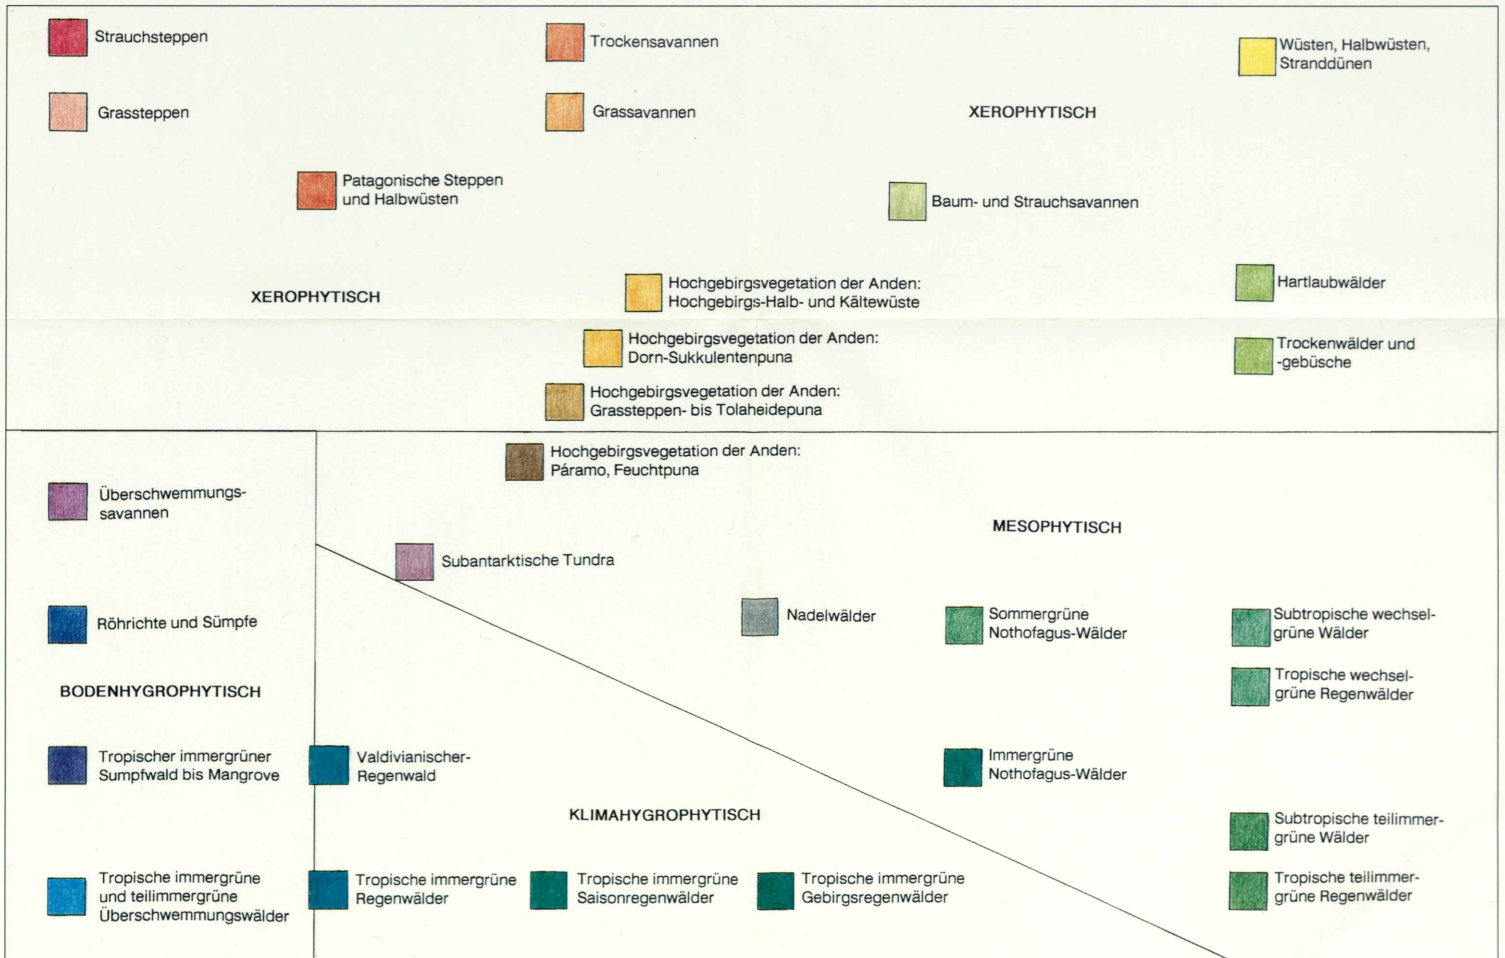 Strauchsteppen
Trockensavannen
Wüsten, Halbwüsten,
Stranddünen
Grassteppen
Grassavannen
XEROPHYTISCH
Patagonische Steppen
und Halbwüsten
Baum- und Strauchsavannen
XEROPHYTISCH
Hochgebirgsvegetation der Anden:
Hochgebirgs-Halb- und Kältewüste
Hartlaubwälder
Hochgebirgsvegetation der Anden:
Dorn-Sukkulentenpuna
Trockenwälder und
-gebüsche
Hochgebirgsvegetation der Anden:
Grassteppen- bis Tolaheidepuna
Hochgebirgsvegetation der Anden:
Páramo, Feuchtpuna
Überschwemmungs-
savannen
MESOPHYTISCH
Subantarktische Tundra
Röhrichte und Sümpfe
Nadelwälder
Sommergrüne
Nothofagus-Wälder
Subtropische wechsel-
grüne Wälder
Tropische wechsel-
grüne Regenwälder
BODENHYGROPHYTISCH
Tropischer immergrüner
Sumpfwald bis Mangrove
Valdivianischer-
Regenwald
Immergrüne
Nothofagus-Wälder
KLIMAHYGROPHYTISCH
Subtropische teilimmer-
grüne Wälder
Tropische immergrüne
und teilimmergrüne
Überschwemmungswälder
Tropische immergrüne
Regenwälder
Tropische immergrüne
Saisonregenwälder
Tropische immergrüne
Gebirgsregenwälder
Tropische teilimmer-
grüne Regenwälder